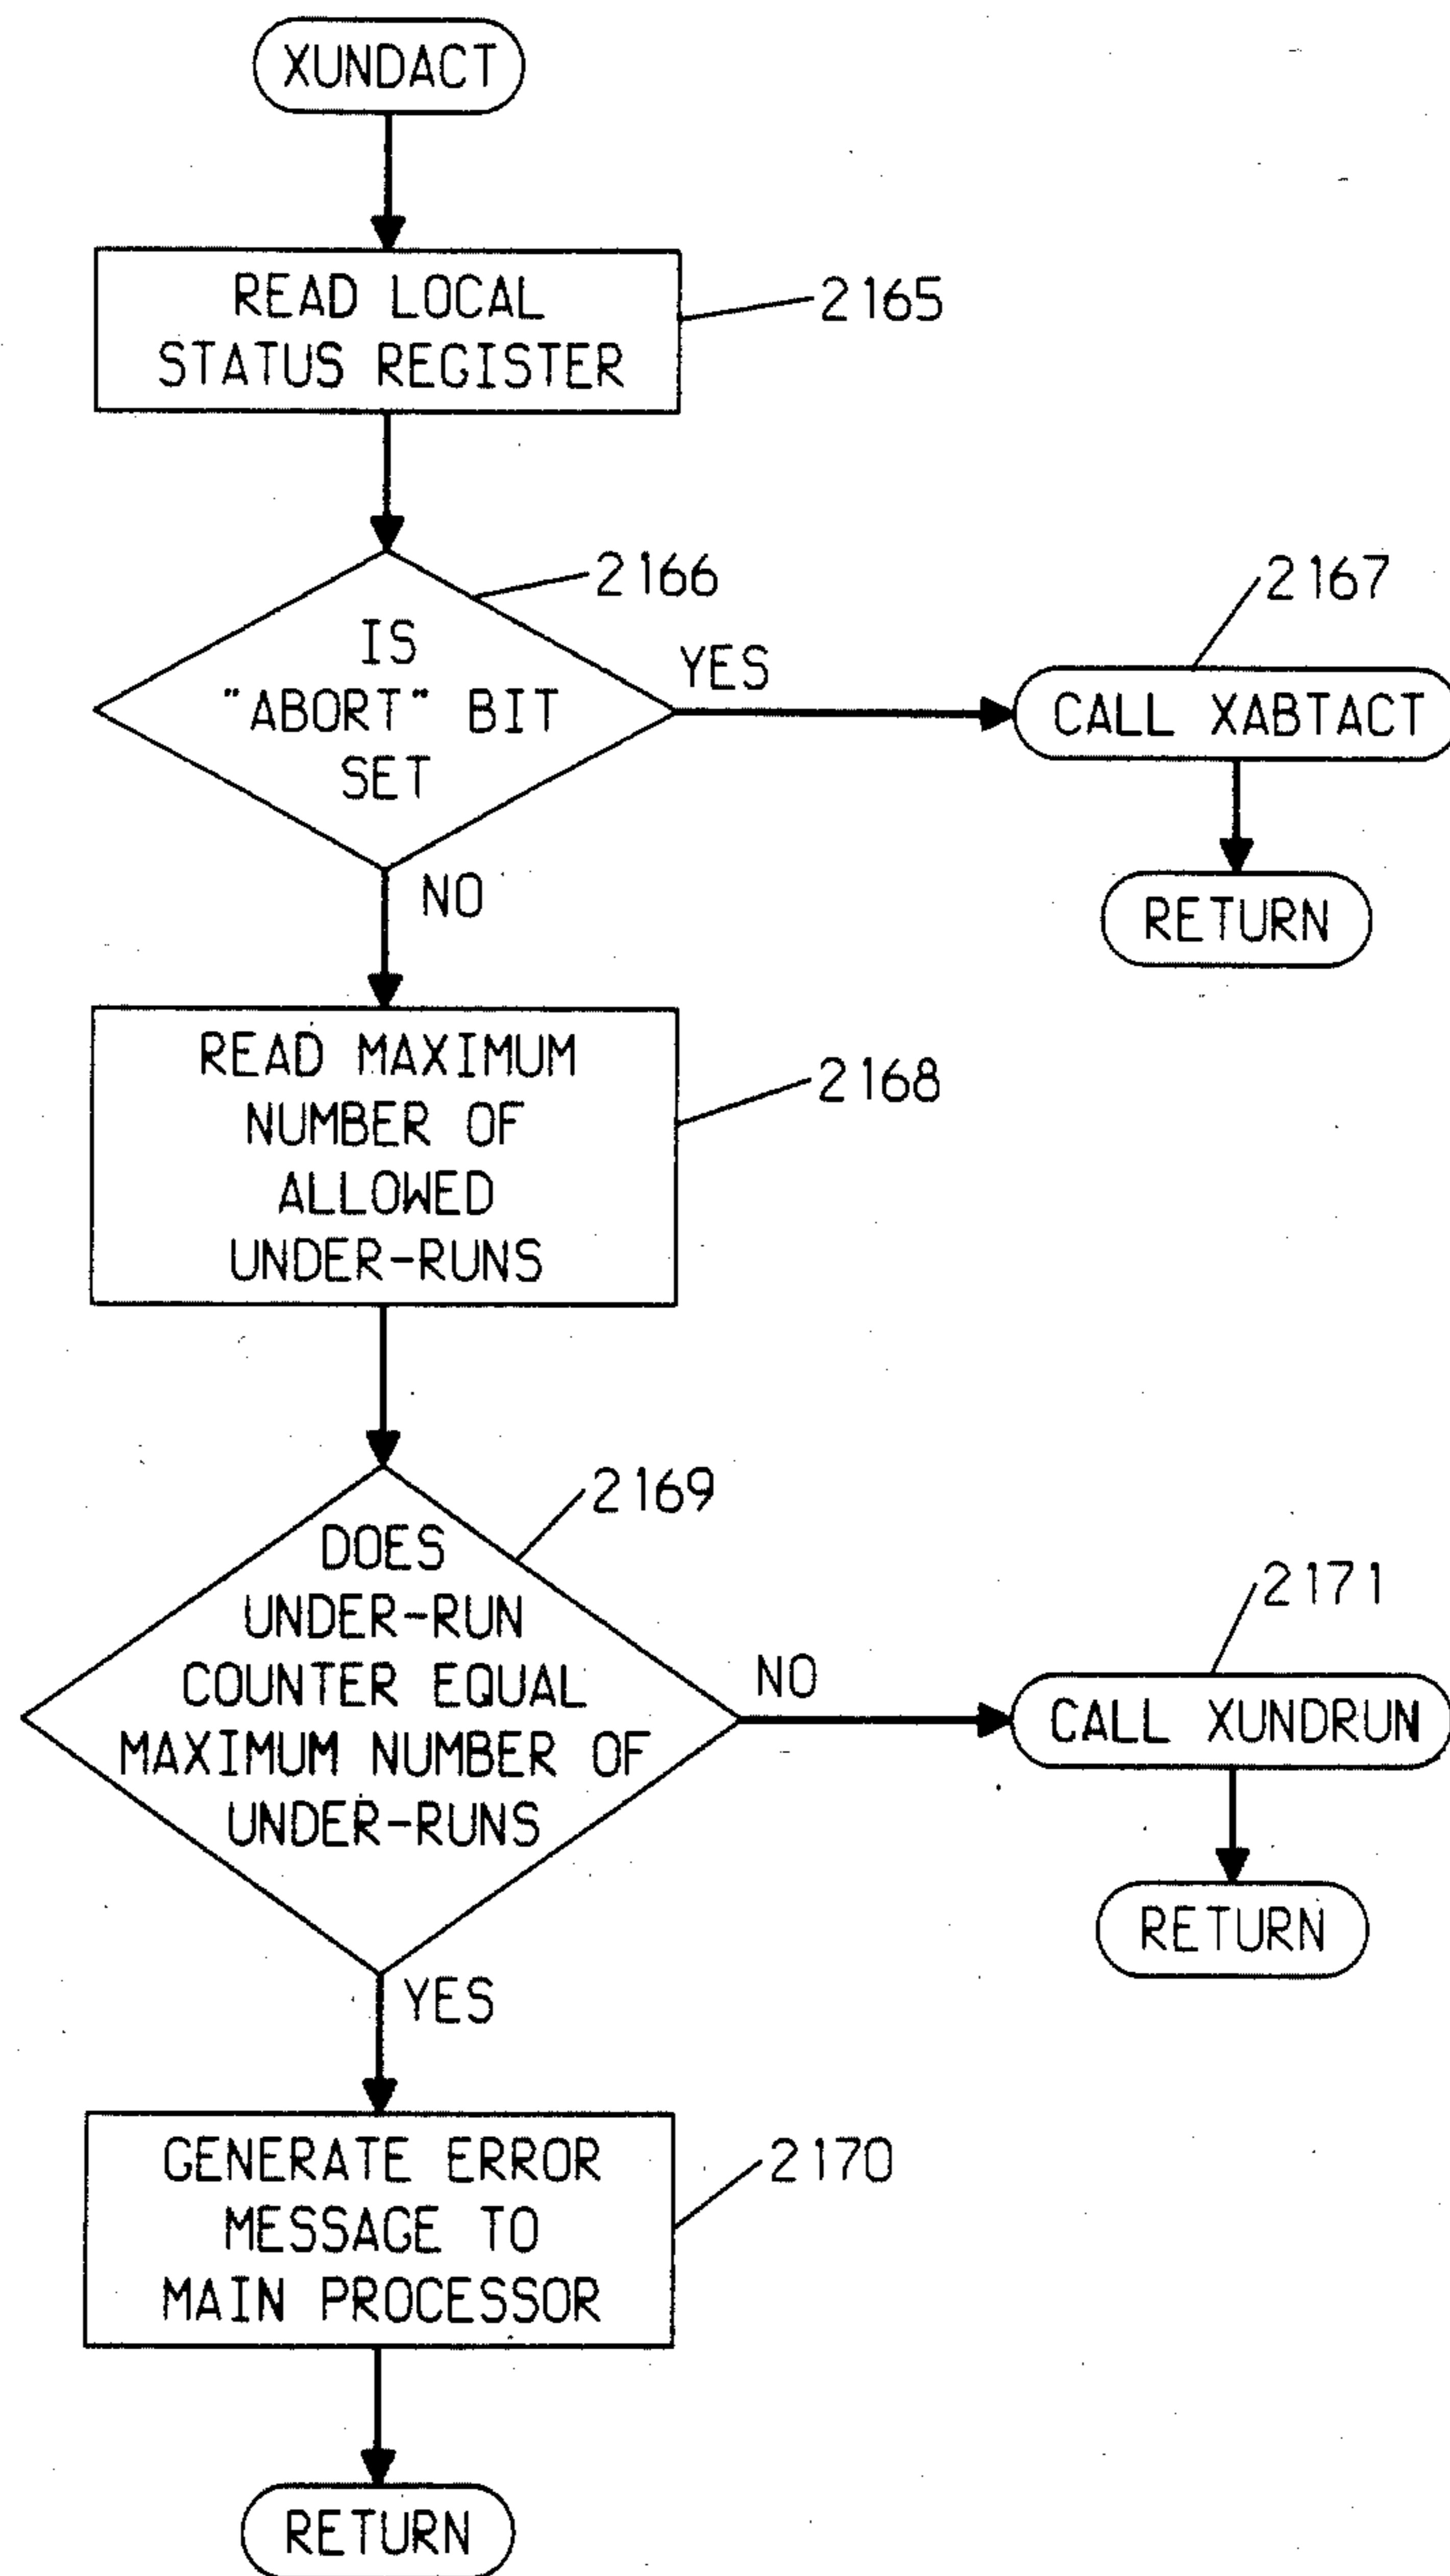 XUNDACT
READ LOCAL
STATUS REGISTER
2165
2166
IS
"ABORT" BIT
SET
YES
2167
CALL XABTACT
RETURN
NO
READ MAXIMUM
NUMBER OF
ALLOWED
UNDER-RUNS
2168
2169
DOES
UNDER-RUN
COUNTER EQUAL
MAXIMUM NUMBER OF
UNDER-RUNS
NO
2171
CALL XUNDRUN
RETURN
YES
GENERATE ERROR
MESSAGE TO
MAIN PROCESSOR
2170
RETURN